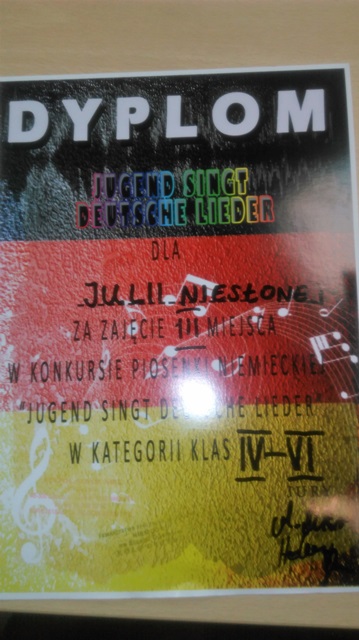 DYPLOM
JUGEND SINGT
DEUTSCHE LIEDER
DLA
JULII NIESŁONEJ
ZA ZAJĘCIE III MIEJSCA
W KONKURSIE PIOSENKI NIEMIECKIEJ
"JUGEND SINGT DEUTSCHE LIEDER"
W KATEGORII KLAS IV-VI
JURY